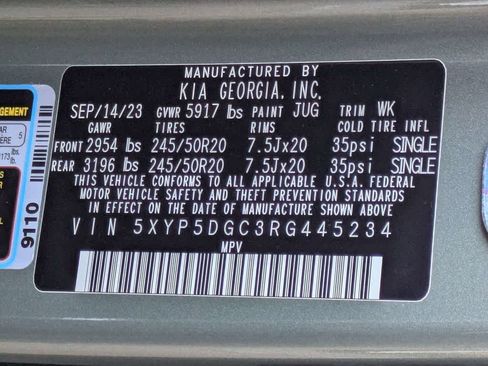 MANUFACTURED BY
KIA GEORGIA, INC.
SEP/14/23 GVWR 5917 lbs PAINT JUG TRIM WK
GAWR TIRES RIMS COLD TIRE INFL
FRONT 2954 lbs 245/50R20 7.5Jx20 35psi SINGLE
REAR 3196 lbs 245/50R20 7.5Jx20 35psi SINGLE
THIS VEHICLE CONFORMS TO ALL APPLICABLE U.S.A. FEDERAL
MOTOR VEHICLE SAFETY AND THEFT PREVENTION STANDARDS
IN EFFECT ON THE DATE OF MANUFACTURE SHOWN ABOVE
VIN 5XYP5DGC3RG445234
MPV
5
9110